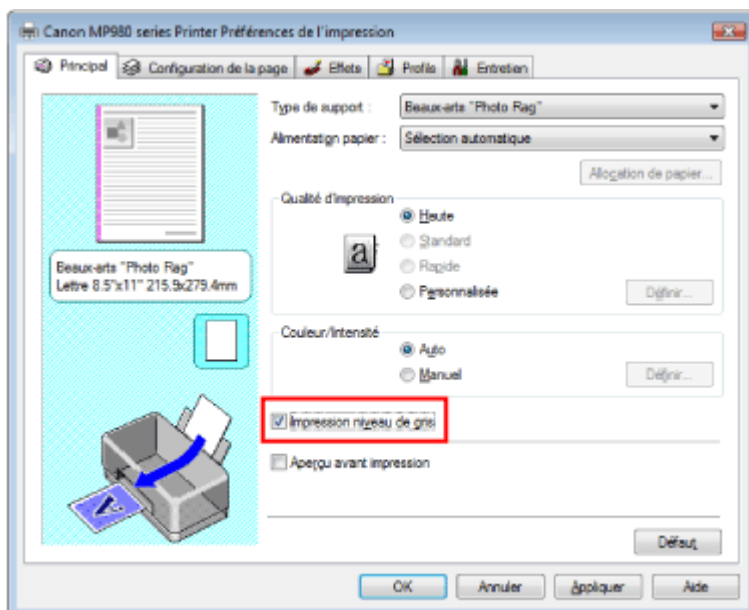 Canon MP980 series Printer Préférences de l'impression
Principal Configuration de la page Effets Profils Entretien
Type de support : Beaux-arts "Photo Rag"
Alimentation papier : Sélection automatique
Allocation de papier...
Qualité d'impression
Haute
Standard
Rapide
Personnalisée Définir...
Beaux-arts "Photo Rag"
Lettre 8.5"x11" 215.9x279.4mm
Couleur/Intensité
Auto
Manuel Définir...
Impression niveau de gris
Aperçu avant impression
Défaut
OK Annuler Appliquer Aide